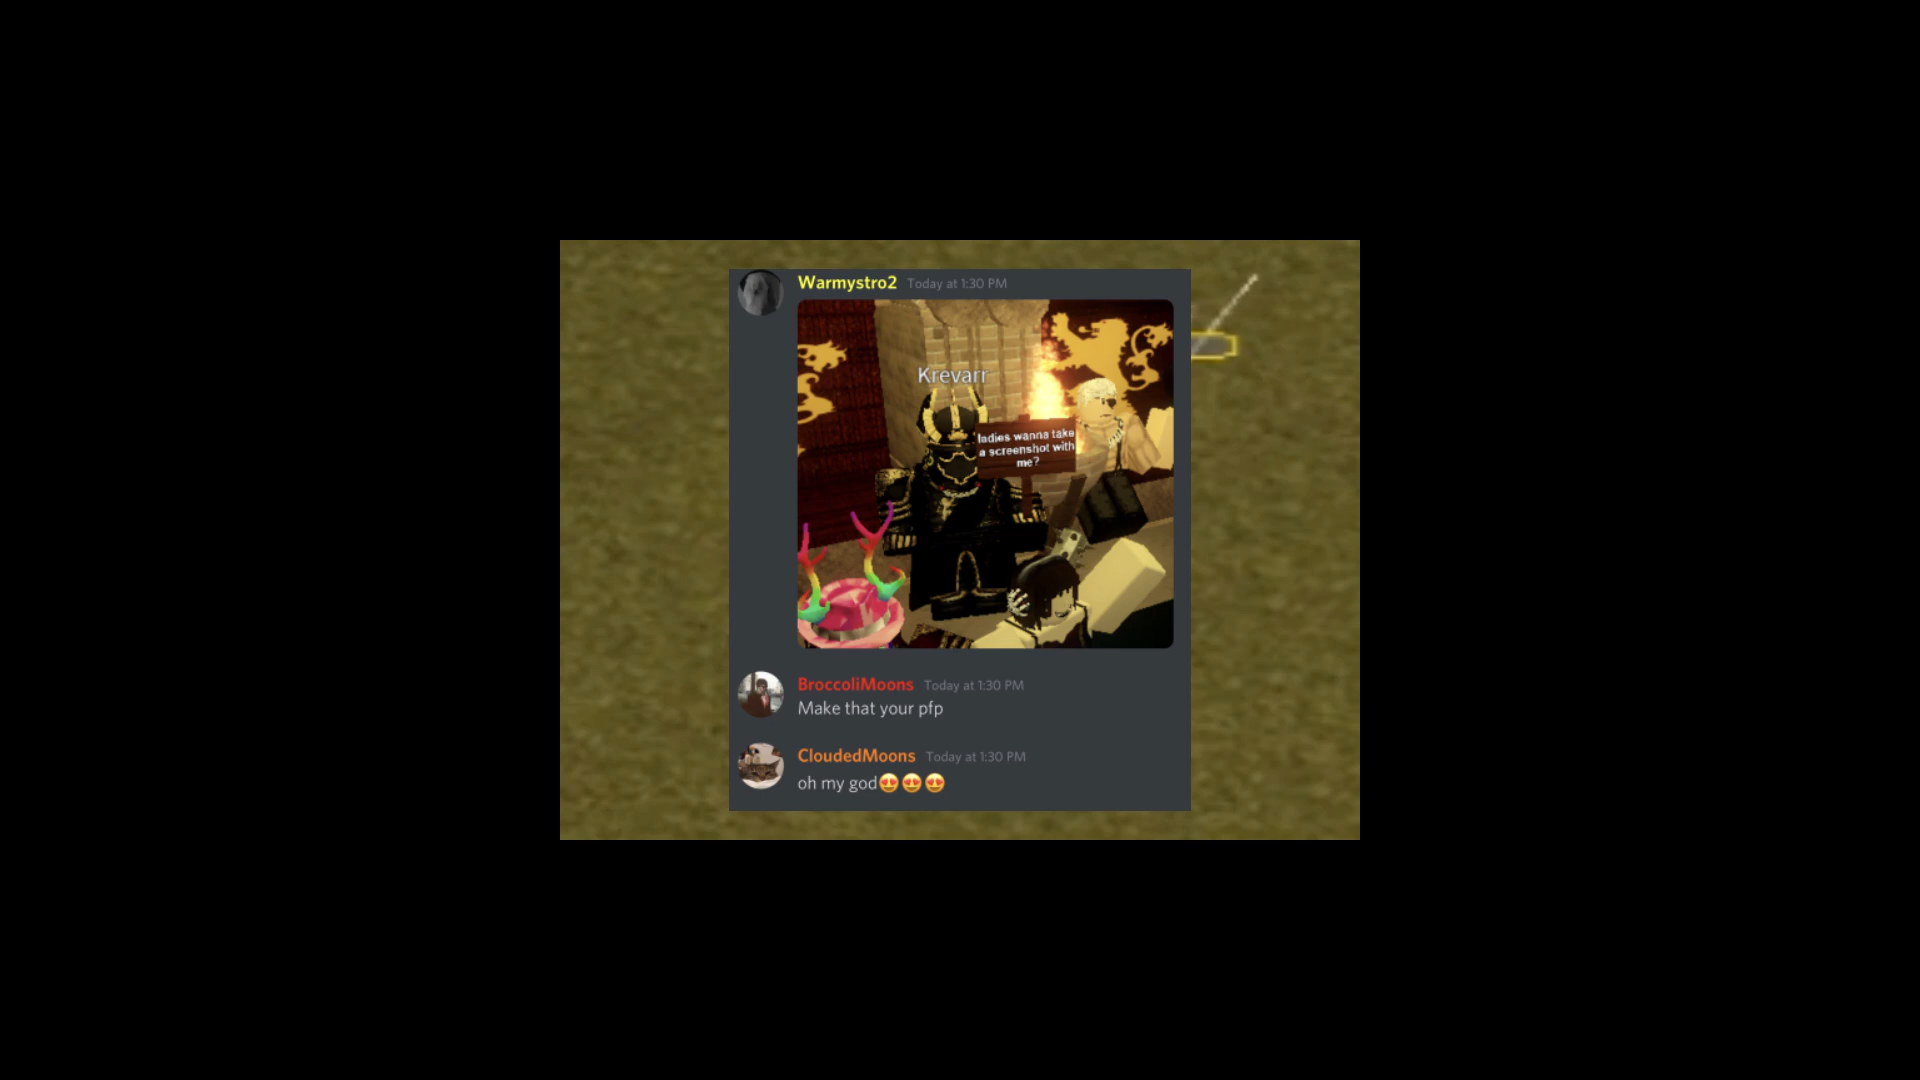 Warmystro2 Today at 1:30 PM
Krevarr
ladies wanna take
a screenshot with
me?
BroccoliMoons Today at 1:30 PM
Make that your pfp
CloudedMoons Today at 1:30 PM
oh my god😍😍😍